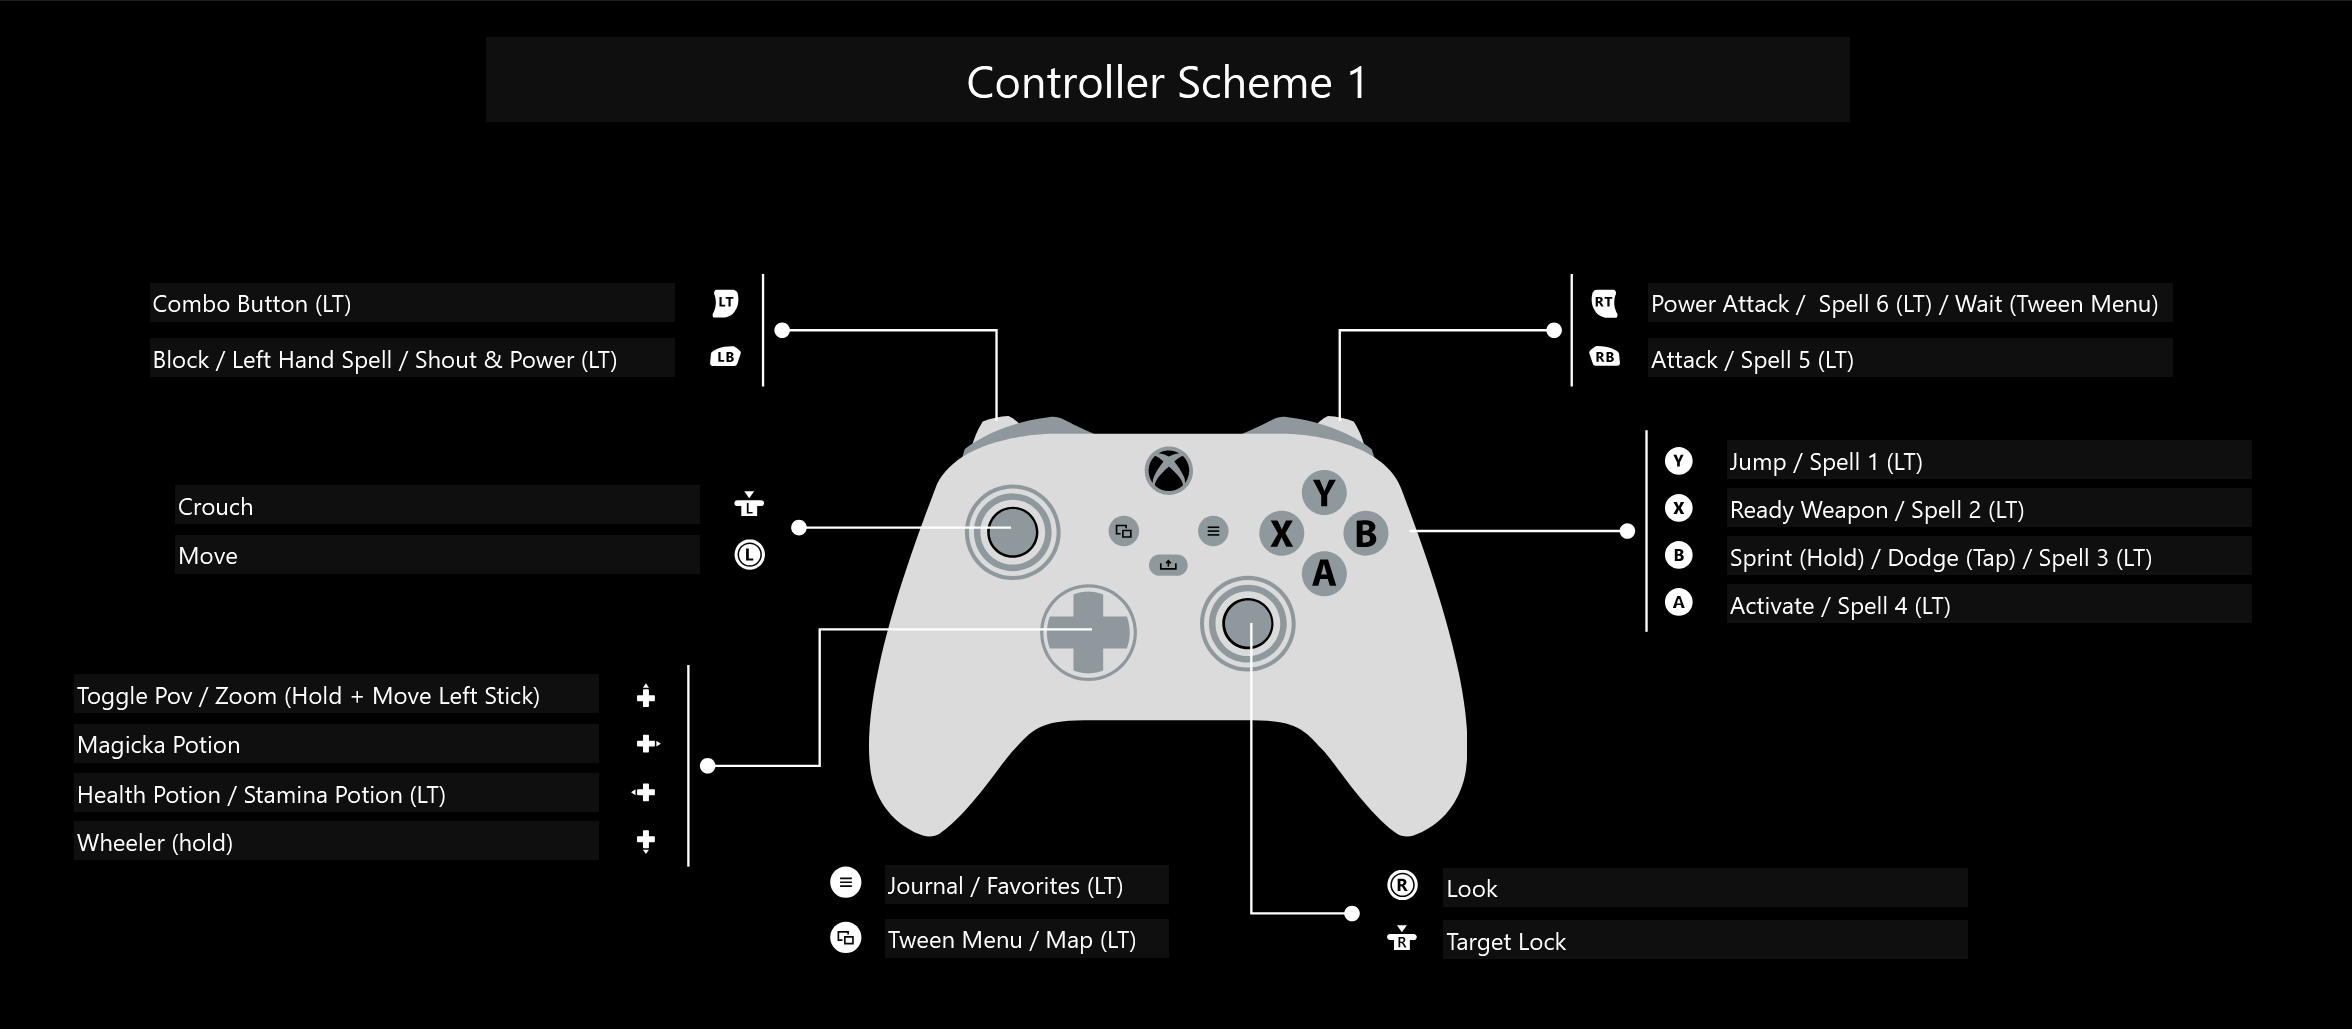 Controller Scheme 1
Combo Button (LT)
LT
Block / Left Hand Spell / Shout & Power (LT)
LB
RT
Power Attack /  Spell 6 (LT) / Wait (Tween Menu)
RB
Attack / Spell 5 (LT)
Crouch
L
Move
L
Y
X
B
A
Y
Jump / Spell 1 (LT)
X
Ready Weapon / Spell 2 (LT)
B
Sprint (Hold) / Dodge (Tap) / Spell 3 (LT)
A
Activate / Spell 4 (LT)
Toggle Pov / Zoom (Hold + Move Left Stick)
Magicka Potion
Health Potion / Stamina Potion (LT)
Wheeler (hold)
Journal / Favorites (LT)
Tween Menu / Map (LT)
R
Look
R
Target Lock